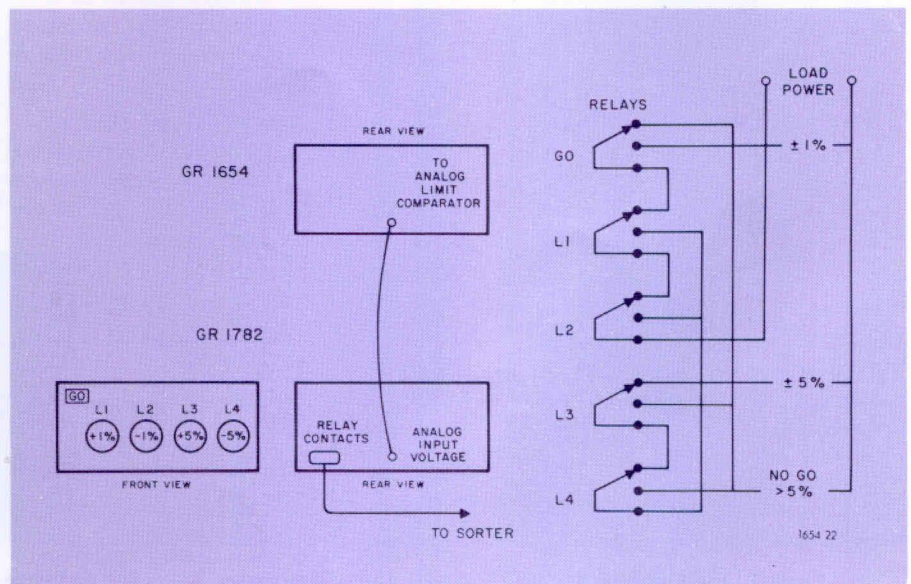 LOAD
POWER
RELAYS
REAR VIEW
GO
± 1%
GR 1654
TO
ANALOG
LIMIT
COMPARATOR
L1
L2
GR 1782
GO
L1 L2 L3 L4
+1% -1% +5% -5%
FRONT VIEW
RELAY
CONTACTS
ANALOG
INPUT
VOLTAGE
REAR VIEW
TO SORTER
L3
± 5%
L4
NO GO
>5%
1654 22